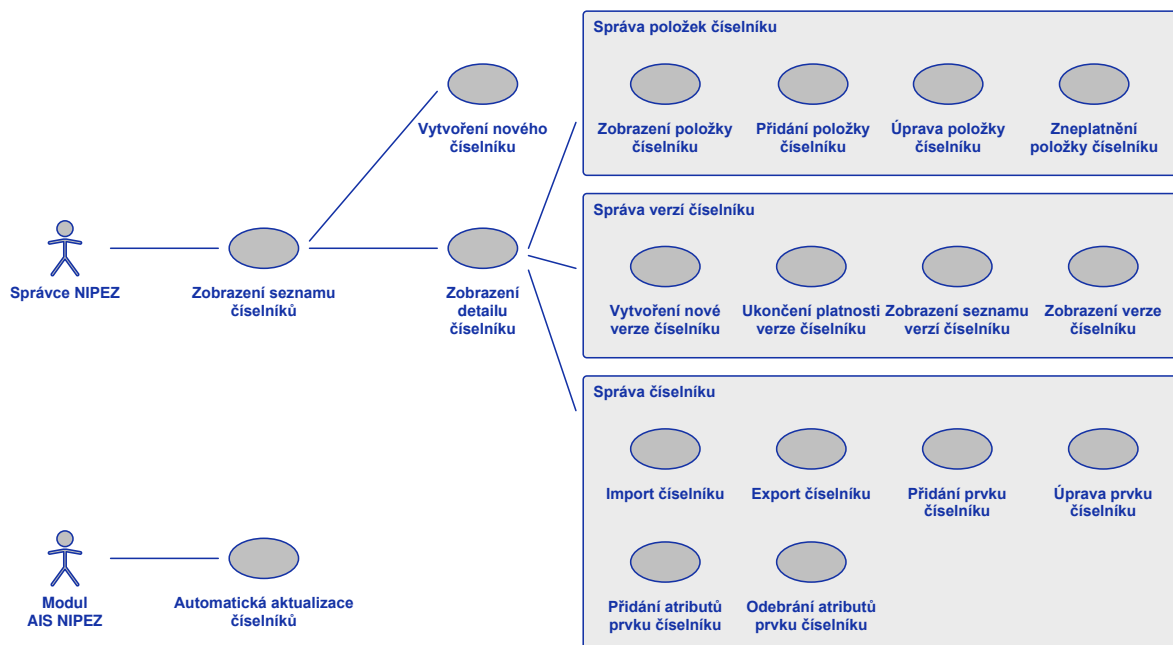 Správa položek číselníku
Vytvoření nového
číselníku
Zobrazení položky
číselníku
Přidání položky
číselníku
Úprava položky
číselníku
Zneplatnění
položky číselníku
Správa verzí číselníku
Správce NIPEZ
Zobrazení seznamu
číselníků
Zobrazení
detailu
číselníku
Vytvoření nové
verze číselníku
Ukončení platnosti
verze číselníku
Zobrazení seznamu
verzí číselníku
Zobrazení verze
číselníku
Správa číselníku
Import číselníku
Export číselníku
Přidání prvku
číselníku
Úprava prvku
číselníku
Modul
AIS NIPEZ
Automatická aktualizace
číselníků
Přidání atributů
prvku číselníku
Odebrání atributů
prvku číselníku